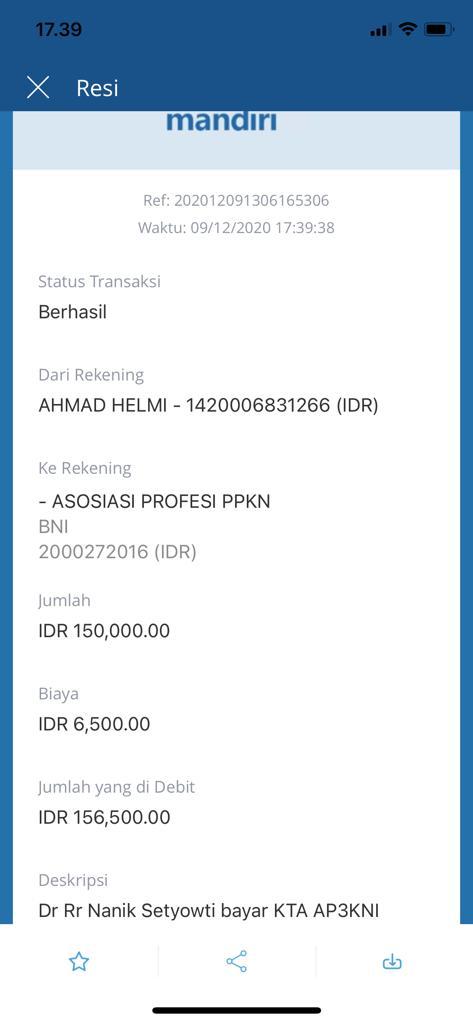 17.39
Resi
mandiri
Ref: 202012091306165306
Waktu: 09/12/2020 17:39:38
Status Transaksi
Berhasil
Dari Rekening
AHMAD HELMI - 1420006831266 (IDR)
Ke Rekening
- ASOSIASI PROFESI PPKN
BNI
2000272016 (IDR)
Jumlah
IDR 150,000.00
Biaya
IDR 6,500.00
Jumlah yang di Debit
IDR 156,500.00
Deskripsi
Dr Rr Nanik Setyowti bayar KTA AP3KNI